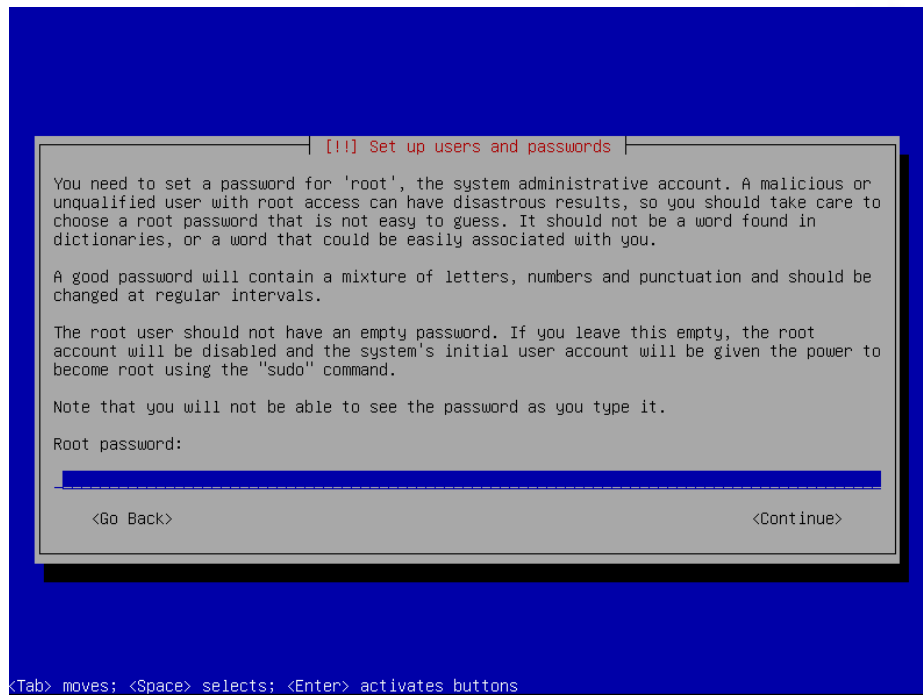 [!!] Set up users and passwords
You need to set a password for 'root', the system administrative account. A malicious or
unqualified user with root access can have disastrous results, so you should take care to
choose a root password that is not easy to guess. It should not be a word found in
dictionaries, or a word that could be easily associated with you.
A good password will contain a mixture of letters, numbers and punctuation and should be
changed at regular intervals.
The root user should not have an empty password. If you leave this empty, the root
account will be disabled and the system's initial user account will be given the power to
become root using the "sudo" command.
Note that you will not be able to see the password as you type it.
Root password:
<Go Back> <Continue>
<Tab> moves; <Space> selects; <Enter> activates buttons